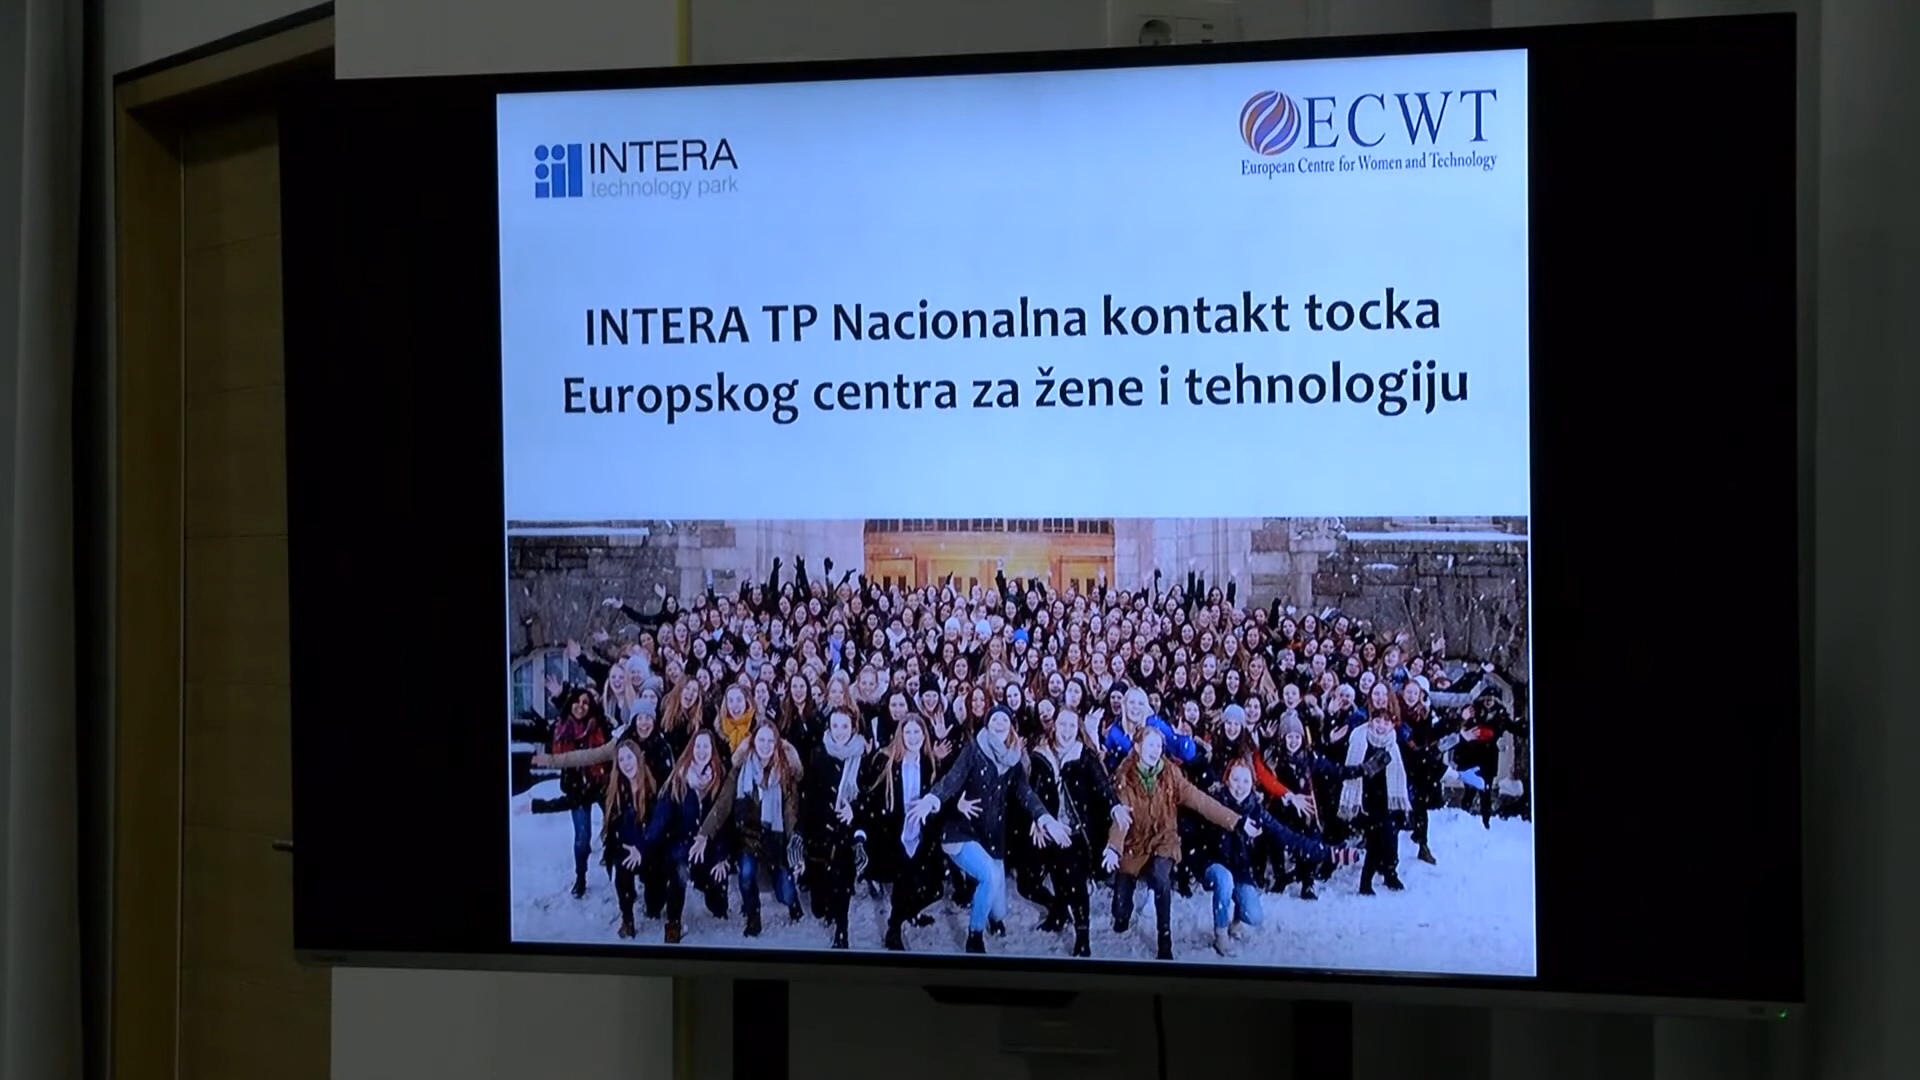 INTERA
technology park
ECWT
European Centre for Women and Technology
INTERA TP Nacionalna kontakt tocka
Europskog centra za žene i tehnologiju